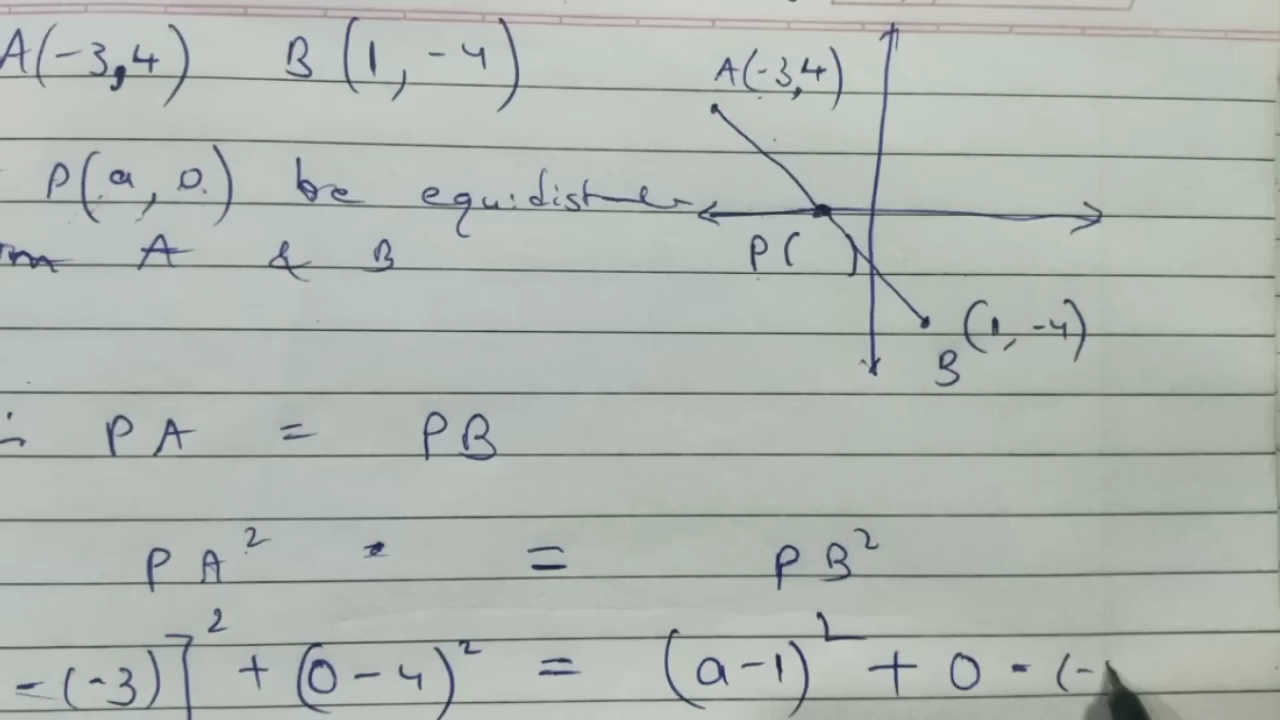 A(-3,4) B (1, -4)
A(-3,4)
P(a, 0) be equidistant
A & B
P( )
(1, -4)
B
∴ PA = PB
PA² = PB²
-(-3)]² + (0-4)² = (a-1)² + 0 - (-